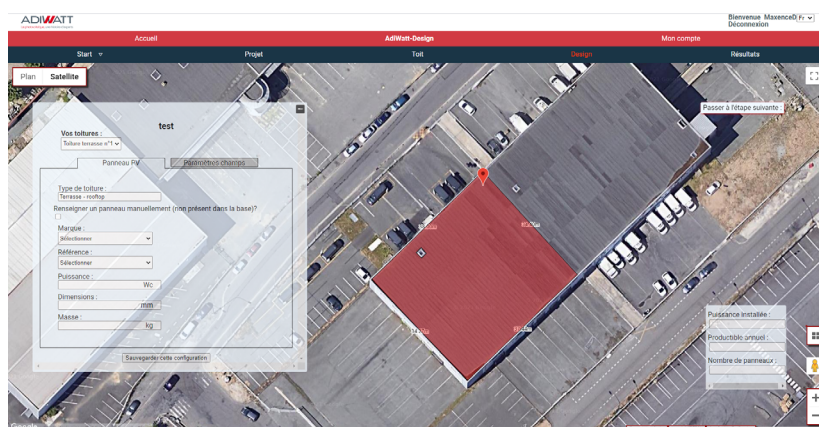 ADIWATT
Bienvenue MaxenceD Fr
Déconnexion
Accueil
AdiWatt-Design
Mon compte
Start
Projet
Toit
Design
Résultats
Plan
Satellite
Passer à l'étape suivante :
test
Vos toitures :
Toiture terrasse n°1
Panneau PV
Paramètres champs
Type de toiture :
Terrasse - rooftop
Renseigner un panneau manuellement (non présent dans la base)?
Marque :
Sélectionner
Référence :
Sélectionner
Puissance :
Wc
Dimensions :
mm
Masse :
kg
Sauvegarder cette configuration
Puissance installée :
Productible annuel :
Nombre de panneaux :
Google